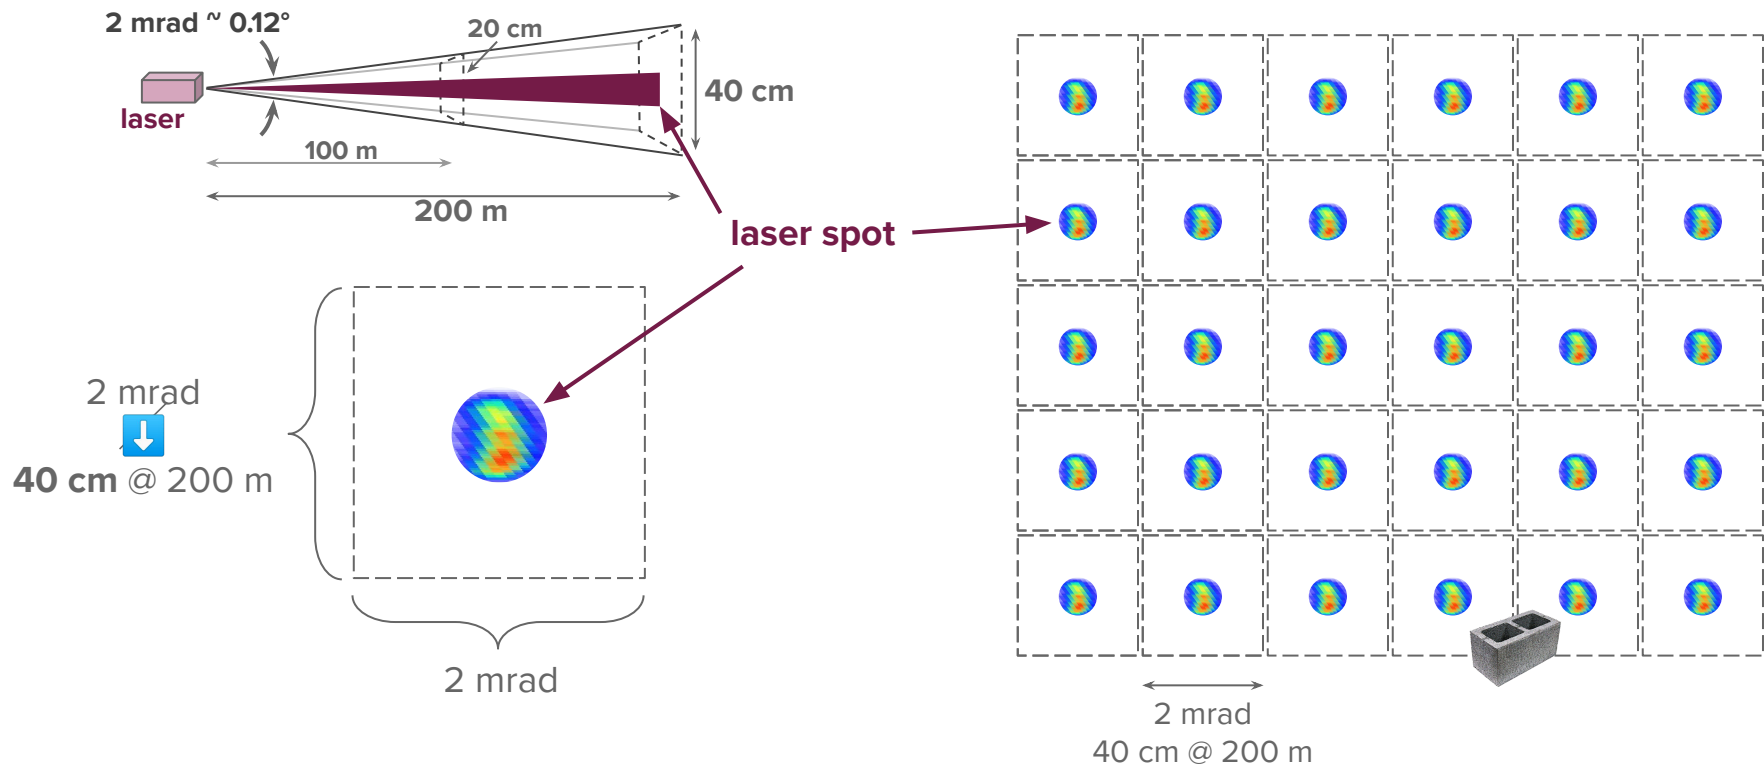 2 mrad ~ 0.12°
20 cm
40 cm
laser
100 m
200 m
laser spot
2 mrad
40 cm @ 200 m
2 mrad
2 mrad
40 cm @ 200 m